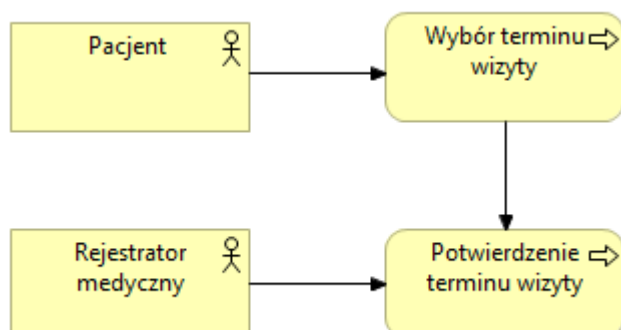 Pacjent
Wybór terminu
wizyty
Rejestrator
medyczny
Potwierdzenie
terminu wizyty